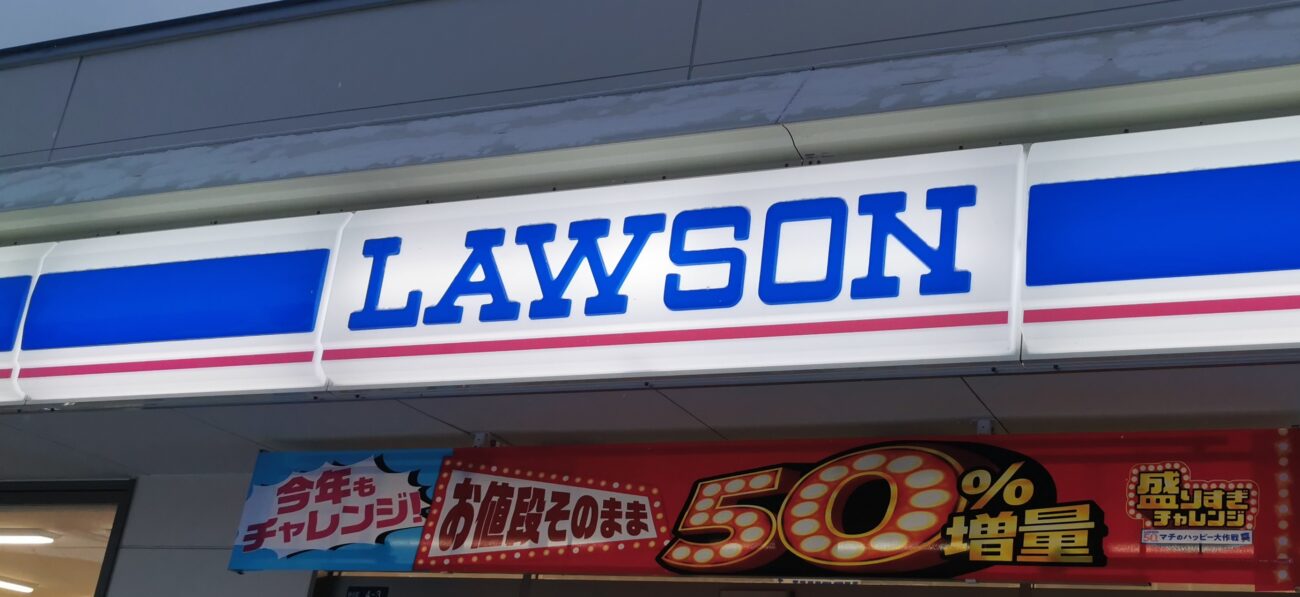 LAWSON
今年も
チャレンジ!
お値段そのまま
50%
増量
盛りすぎ
チャレンジ
マチのハッピー大作戦